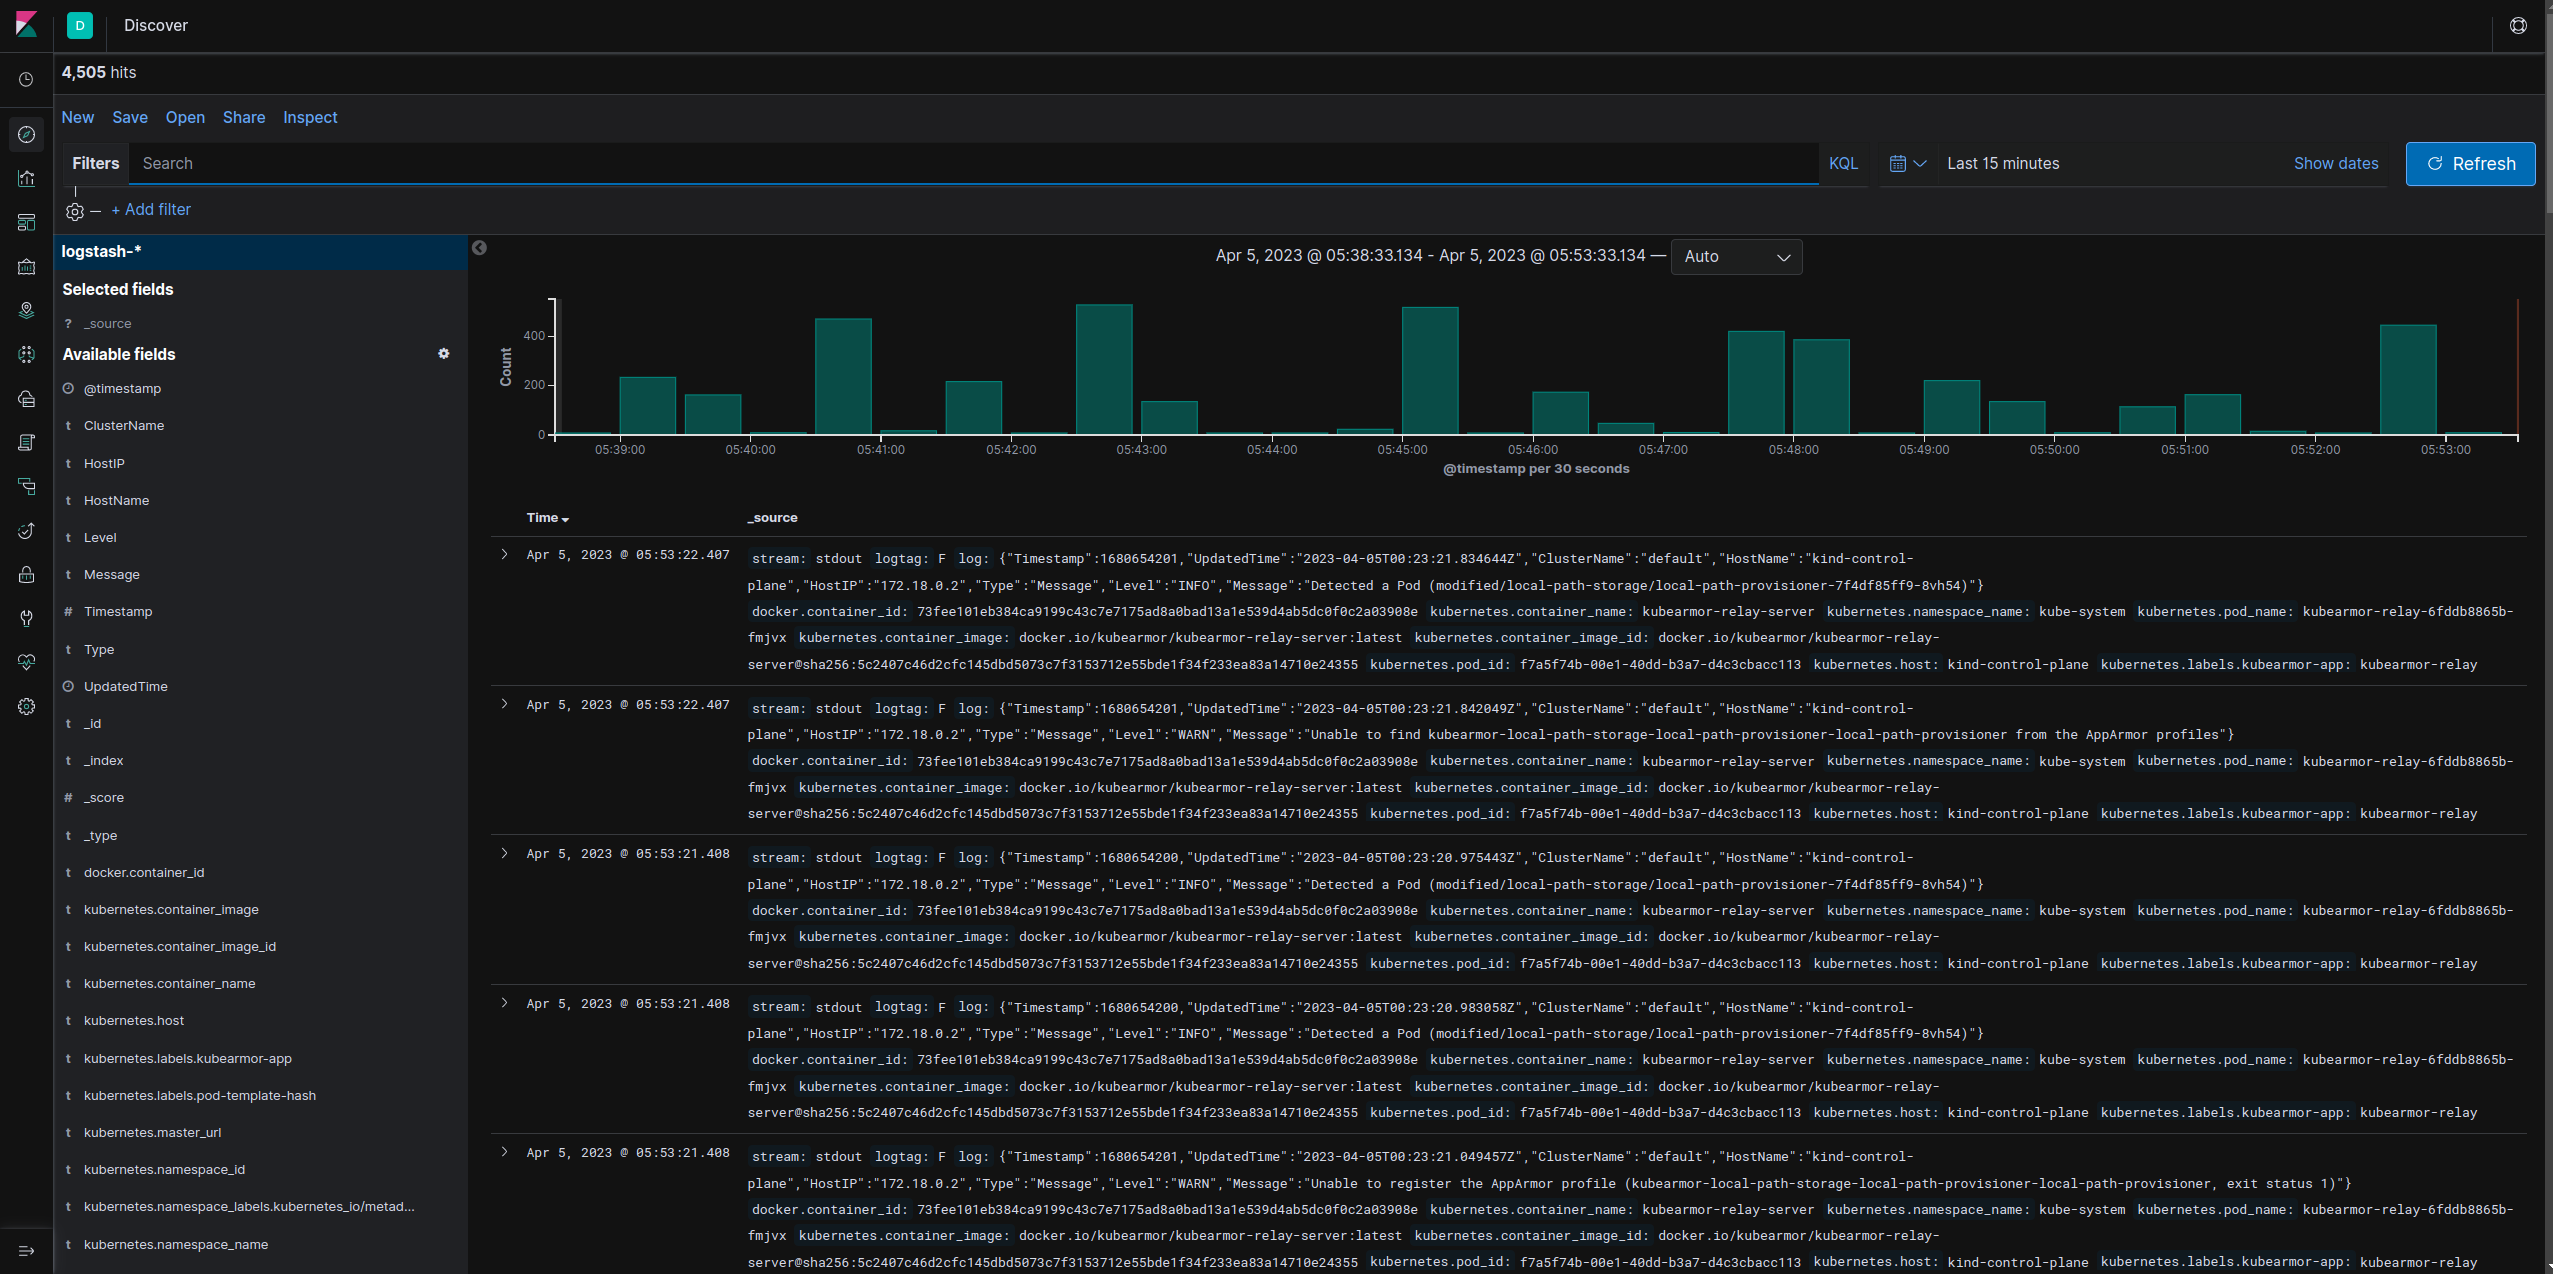 D Discover
4,505 hits
New Save Open Share Inspect
Filters Search KQL Last 15 minutes Show dates Refresh
+ Add filter
logstash-*
Selected fields
? _source
Available fields
@timestamp
t ClusterName
t HostIP
t HostName
t Level
t Message
# Timestamp
t Type
UpdatedTime
t _id
t _index
# _score
t _type
t docker.container_id
t kubernetes.container_image
t kubernetes.container_image_id
t kubernetes.container_name
t kubernetes.host
t kubernetes.labels.kubearmor-app
t kubernetes.labels.pod-template-hash
t kubernetes.master_url
t kubernetes.namespace_id
t kubernetes.namespace_labels.kubernetes_io/metad...
t kubernetes.namespace_name
Apr 5, 2023 @ 05:38:33.134 - Apr 5, 2023 @ 05:53:33.134 — Auto
Count
400
200
0
05:39:00 05:40:00 05:41:00 05:42:00 05:43:00 05:44:00 05:45:00 05:46:00 05:47:00 05:48:00 05:49:00 05:50:00 05:51:00 05:52:00 05:53:00
@timestamp per 30 seconds
Time _source
Apr 5, 2023 @ 05:53:22.407 stream: stdout logtag: F log: {"Timestamp":1680654201,"UpdatedTime":"2023-04-05T00:23:21.834644Z","ClusterName":"default","HostName":"kind-control-
plane","HostIP":"172.18.0.2","Type":"Message","Level":"INFO","Message":"Detected a Pod (modified/local-path-storage/local-path-provisioner-7f4df85ff9-8vh54)"}
docker.container_id: 73fee101eb384ca9199c43c7e7175ad8a0bad13a1e539d4ab5dc0f0c2a03908e kubernetes.container_name: kubearmor-relay-server kubernetes.namespace_name: kube-system kubernetes.pod_name: kubearmor-relay-6fddb8865b-
fmjvx kubernetes.container_image: docker.io/kubearmor/kubearmor-relay-server:latest kubernetes.container_image_id: docker.io/kubearmor/kubearmor-relay-
server@sha256:5c2407c46d2cfc145dbd5073c7f3153712e55bde1f34f233ea83a14710e24355 kubernetes.pod_id: f7a5f74b-00e1-40dd-b3a7-d4c3cbacc113 kubernetes.host: kind-control-plane kubernetes.labels.kubearmor-app: kubearmor-relay
Apr 5, 2023 @ 05:53:22.407 stream: stdout logtag: F log: {"Timestamp":1680654201,"UpdatedTime":"2023-04-05T00:23:21.842049Z","ClusterName":"default","HostName":"kind-control-
plane","HostIP":"172.18.0.2","Type":"Message","Level":"WARN","Message":"Unable to find kubearmor-local-path-storage-local-path-provisioner-local-path-provisioner from the AppArmor profiles"}
docker.container_id: 73fee101eb384ca9199c43c7e7175ad8a0bad13a1e539d4ab5dc0f0c2a03908e kubernetes.container_name: kubearmor-relay-server kubernetes.namespace_name: kube-system kubernetes.pod_name: kubearmor-relay-6fddb8865b-
fmjvx kubernetes.container_image: docker.io/kubearmor/kubearmor-relay-server:latest kubernetes.container_image_id: docker.io/kubearmor/kubearmor-relay-
server@sha256:5c2407c46d2cfc145dbd5073c7f3153712e55bde1f34f233ea83a14710e24355 kubernetes.pod_id: f7a5f74b-00e1-40dd-b3a7-d4c3cbacc113 kubernetes.host: kind-control-plane kubernetes.labels.kubearmor-app: kubearmor-relay
Apr 5, 2023 @ 05:53:21.408 stream: stdout logtag: F log: {"Timestamp":1680654200,"UpdatedTime":"2023-04-05T00:23:20.975443Z","ClusterName":"default","HostName":"kind-control-
plane","HostIP":"172.18.0.2","Type":"Message","Level":"INFO","Message":"Detected a Pod (modified/local-path-storage/local-path-provisioner-7f4df85ff9-8vh54)"}
docker.container_id: 73fee101eb384ca9199c43c7e7175ad8a0bad13a1e539d4ab5dc0f0c2a03908e kubernetes.container_name: kubearmor-relay-server kubernetes.namespace_name: kube-system kubernetes.pod_name: kubearmor-relay-6fddb8865b-
fmjvx kubernetes.container_image: docker.io/kubearmor/kubearmor-relay-server:latest kubernetes.container_image_id: docker.io/kubearmor/kubearmor-relay-
server@sha256:5c2407c46d2cfc145dbd5073c7f3153712e55bde1f34f233ea83a14710e24355 kubernetes.pod_id: f7a5f74b-00e1-40dd-b3a7-d4c3cbacc113 kubernetes.host: kind-control-plane kubernetes.labels.kubearmor-app: kubearmor-relay
Apr 5, 2023 @ 05:53:21.408 stream: stdout logtag: F log: {"Timestamp":1680654200,"UpdatedTime":"2023-04-05T00:23:20.983058Z","ClusterName":"default","HostName":"kind-control-
plane","HostIP":"172.18.0.2","Type":"Message","Level":"INFO","Message":"Detected a Pod (modified/local-path-storage/local-path-provisioner-7f4df85ff9-8vh54)"}
docker.container_id: 73fee101eb384ca9199c43c7e7175ad8a0bad13a1e539d4ab5dc0f0c2a03908e kubernetes.container_name: kubearmor-relay-server kubernetes.namespace_name: kube-system kubernetes.pod_name: kubearmor-relay-6fddb8865b-
fmjvx kubernetes.container_image: docker.io/kubearmor/kubearmor-relay-server:latest kubernetes.container_image_id: docker.io/kubearmor/kubearmor-relay-
server@sha256:5c2407c46d2cfc145dbd5073c7f3153712e55bde1f34f233ea83a14710e24355 kubernetes.pod_id: f7a5f74b-00e1-40dd-b3a7-d4c3cbacc113 kubernetes.host: kind-control-plane kubernetes.labels.kubearmor-app: kubearmor-relay
Apr 5, 2023 @ 05:53:21.408 stream: stdout logtag: F log: {"Timestamp":1680654201,"UpdatedTime":"2023-04-05T00:23:21.049457Z","ClusterName":"default","HostName":"kind-control-
plane","HostIP":"172.18.0.2","Type":"Message","Level":"WARN","Message":"Unable to register the AppArmor profile (kubearmor-local-path-storage-local-path-provisioner-local-path-provisioner, exit status 1)"}
docker.container_id: 73fee101eb384ca9199c43c7e7175ad8a0bad13a1e539d4ab5dc0f0c2a03908e kubernetes.container_name: kubearmor-relay-server kubernetes.namespace_name: kube-system kubernetes.pod_name: kubearmor-relay-6fddb8865b-
fmjvx kubernetes.container_image: docker.io/kubearmor/kubearmor-relay-server:latest kubernetes.container_image_id: docker.io/kubearmor/kubearmor-relay-
server@sha256:5c2407c46d2cfc145dbd5073c7f3153712e55bde1f34f233ea83a14710e24355 kubernetes.pod_id: f7a5f74b-00e1-40dd-b3a7-d4c3cbacc113 kubernetes.host: kind-control-plane kubernetes.labels.kubearmor-app: kubearmor-relay